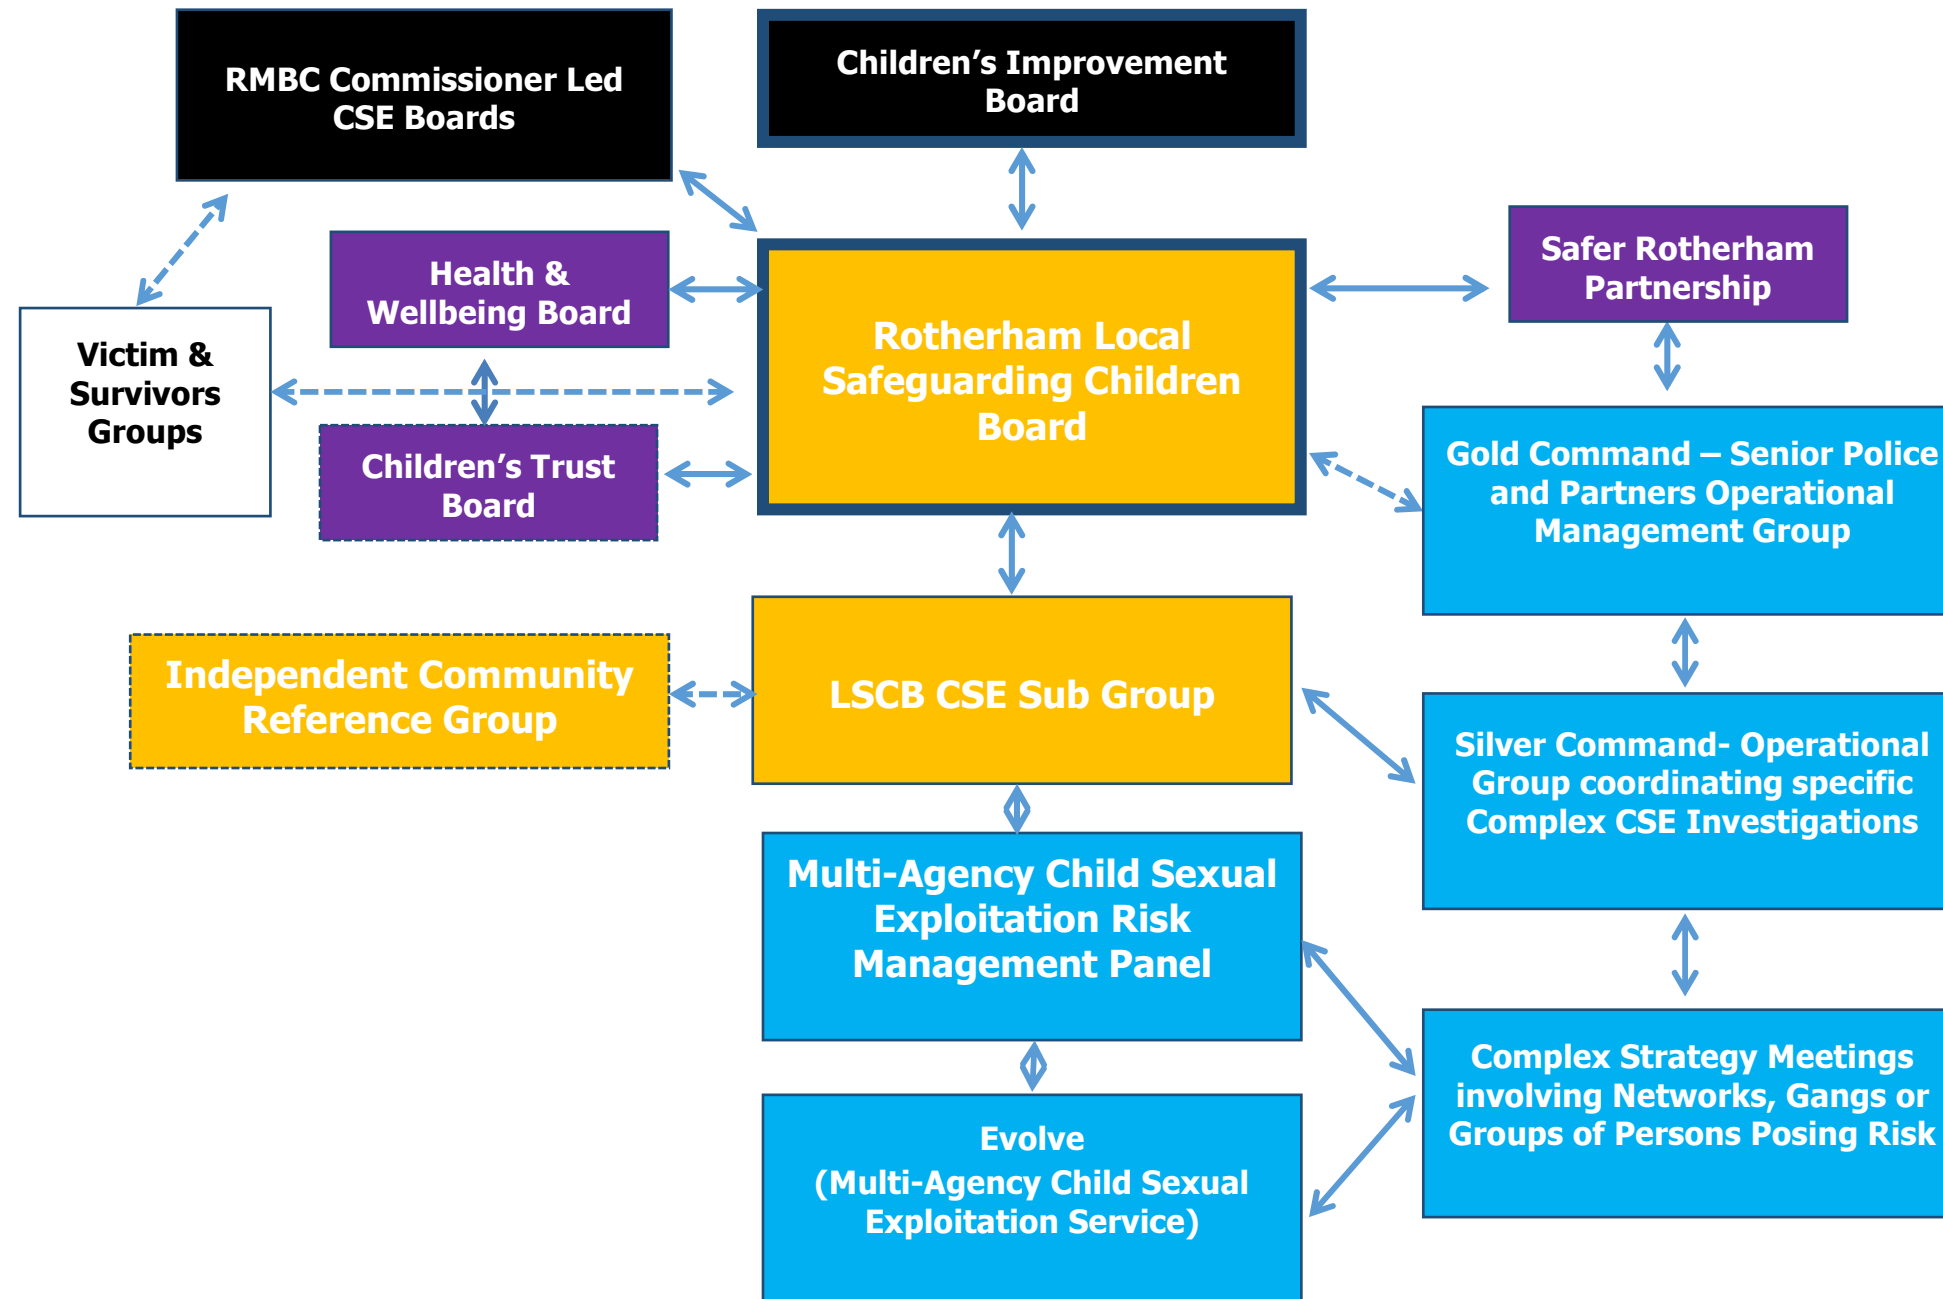 RMBC Commissioner Led
CSE Boards
Children’s Improvement
Board
Health &
Wellbeing Board
Safer Rotherham
Partnership
Victim &
Survivors
Groups
Rotherham Local
Safeguarding Children
Board
Children’s Trust
Board
Gold Command – Senior Police
and Partners Operational
Management Group
Independent Community
Reference Group
LSCB CSE Sub Group
Silver Command- Operational
Group coordinating specific
Complex CSE Investigations
Multi-Agency Child Sexual
Exploitation Risk
Management Panel
Complex Strategy Meetings
involving Networks, Gangs or
Groups of Persons Posing Risk
Evolve
(Multi-Agency Child Sexual
Exploitation Service)